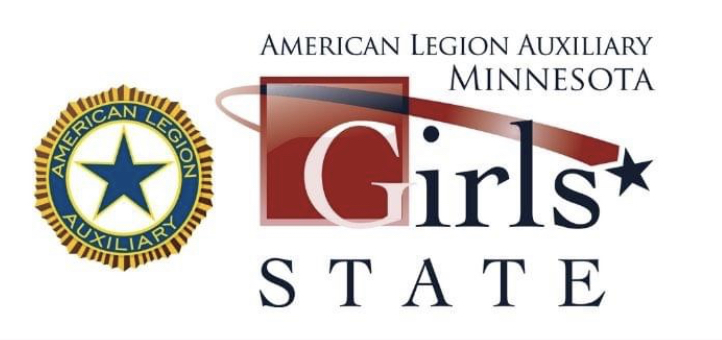 AMERICAN LEGION
AUXILIARY
AMERICAN LEGION AUXILIARY
MINNESOTA
Girls
STATE